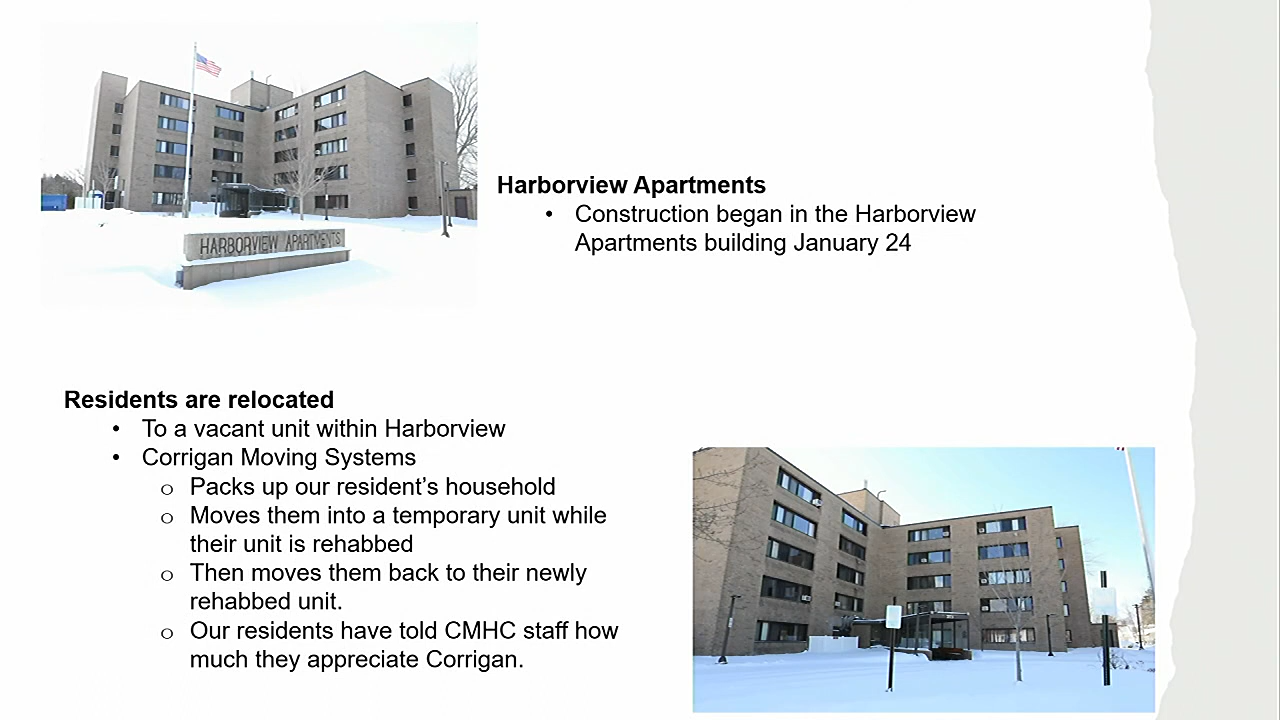 HARBORVIEW APARTMENTS
Harborview Apartments
• Construction began in the Harborview
Apartments building January 24
Residents are relocated
• To a vacant unit within Harborview
• Corrigan Moving Systems
o Packs up our resident’s household
o Moves them into a temporary unit while
their unit is rehabbed
o Then moves them back to their newly
rehabbed unit.
o Our residents have told CMHC staff how
much they appreciate Corrigan.